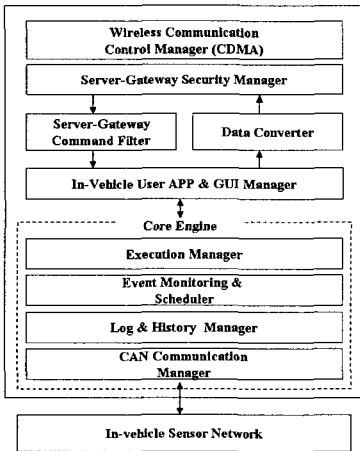 Wireless Communication
Control Manager (CDMA)
Server-Gateway Security Manager
Server-Gateway
Command Filter
Data Converter
In-Vehicle User APP & GUI Manager
Core Engine
Execution Manager
Event Monitoring &
Scheduler
Log & History Manager
CAN Communication
Manager
In-vehicle Sensor Network